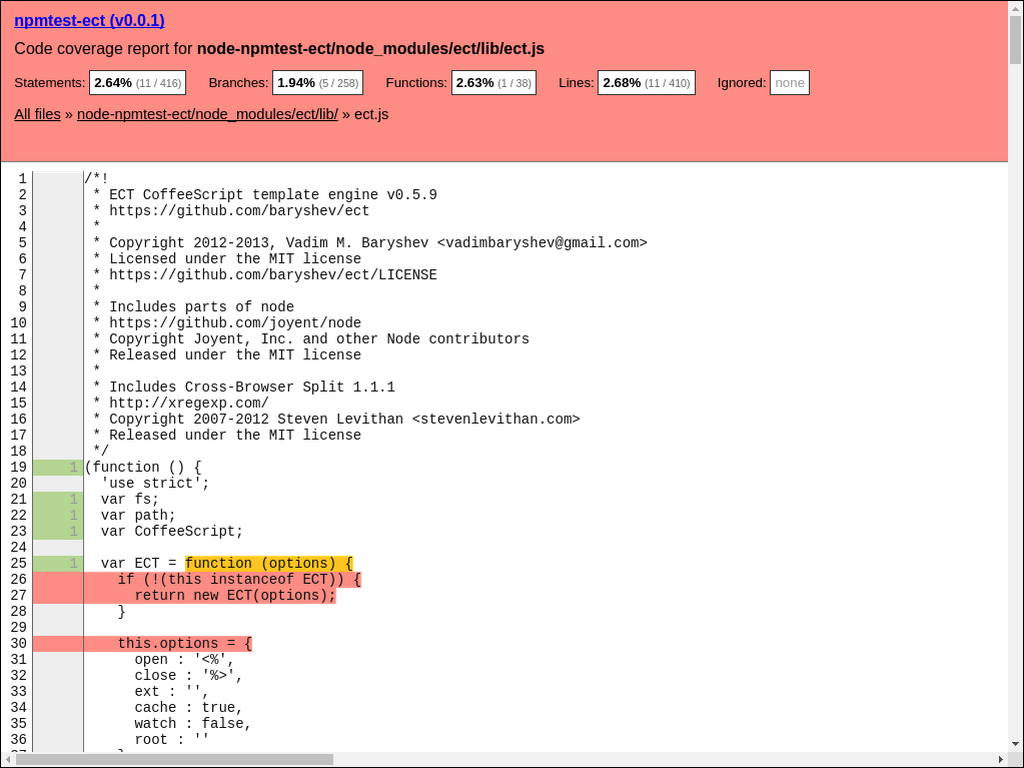 npmtest-ect (v0.0.1)
Code coverage report for node-npmtest-ect/node_modules/ect/lib/ect.js
Statements: 2.64% (11 / 416) Branches: 1.94% (5 / 258) Functions: 2.63% (1 / 38) Lines: 2.68% (11 / 410) Ignored: none
All files » node-npmtest-ect/node_modules/ect/lib/ » ect.js
1 /*!
2 * ECT CoffeeScript template engine v0.5.9
3 * https://github.com/baryshev/ect
4 *
5 * Copyright 2012-2013, Vadim M. Baryshev <vadimbaryshev@gmail.com>
6 * Licensed under the MIT license
7 * https://github.com/baryshev/ect/LICENSE
8 *
9 * Includes parts of node
10 * https://github.com/joyent/node
11 * Copyright Joyent, Inc. and other Node contributors
12 * Released under the MIT license
13 *
14 * Includes Cross-Browser Split 1.1.1
15 * http://xregexp.com/
16 * Copyright 2007-2012 Steven Levithan <stevenlevithan.com>
17 * Released under the MIT license
18 */
19 1 (function () {
20 'use strict';
21 1 var fs;
22 1 var path;
23 1 var CoffeeScript;
24
25 1 var ECT = function (options) {
26 if (!(this instanceof ECT)) {
27 return new ECT(options);
28 }
29
30 this.options = {
31 open : '<%',
32 close : '%>',
33 ext : '',
34 cache : true,
35 watch : false,
36 root : ''